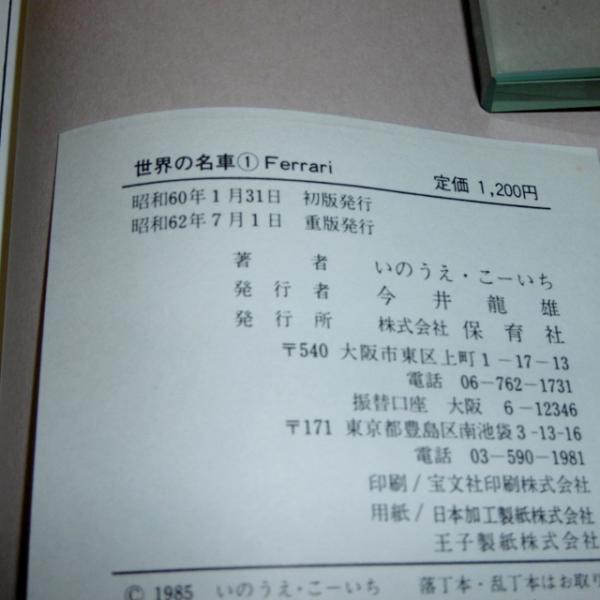 世界の名車① Ferrari
定価 1,200円
昭和60年1月31日 初版発行
昭和62年7月1日 重版発行
著者 いのうえ・こーいち
発行者 今井龍雄
発行所 株式会社 保育社
〒540 大阪市東区上町1-17-13
電話 06-762-1731
振替口座 大阪 6-12346
〒171 東京都豊島区南池袋3-13-16
電話 03-590-1981
印刷/宝文社印刷株式会社
用紙/日本加工製紙株式会社
王子製紙株式会社
© 1985 いのうえ・こーいち 落丁本・乱丁本はお取り